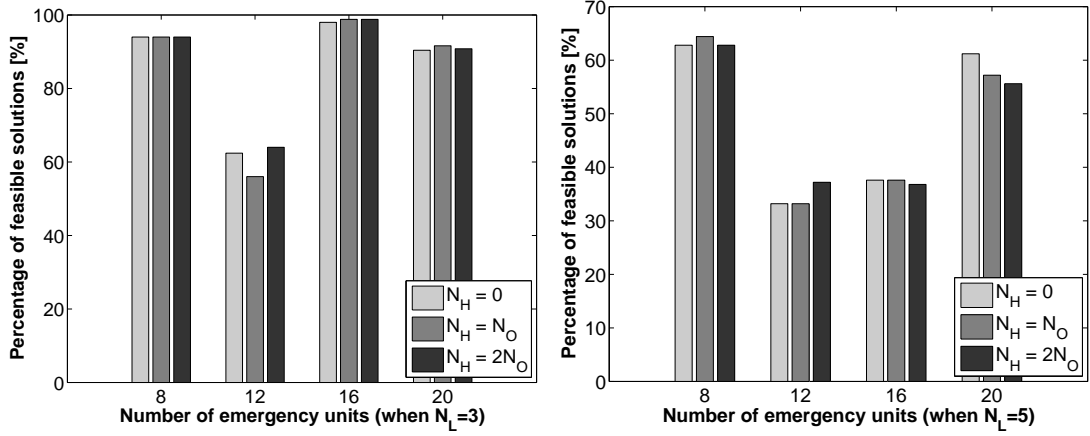 Percentage of feasible solutions [%]
100
80
60
40
20
0
8 12 16 20
Number of emergency units (when N_L=3)
N_H = 0
N_H = N_O
N_H = 2N_O
Percentage of feasible solutions [%]
70
60
50
40
30
20
10
0
8 12 16 20
Number of emergency units (when N_L=5)
N_H = 0
N_H = N_O
N_H = 2N_O